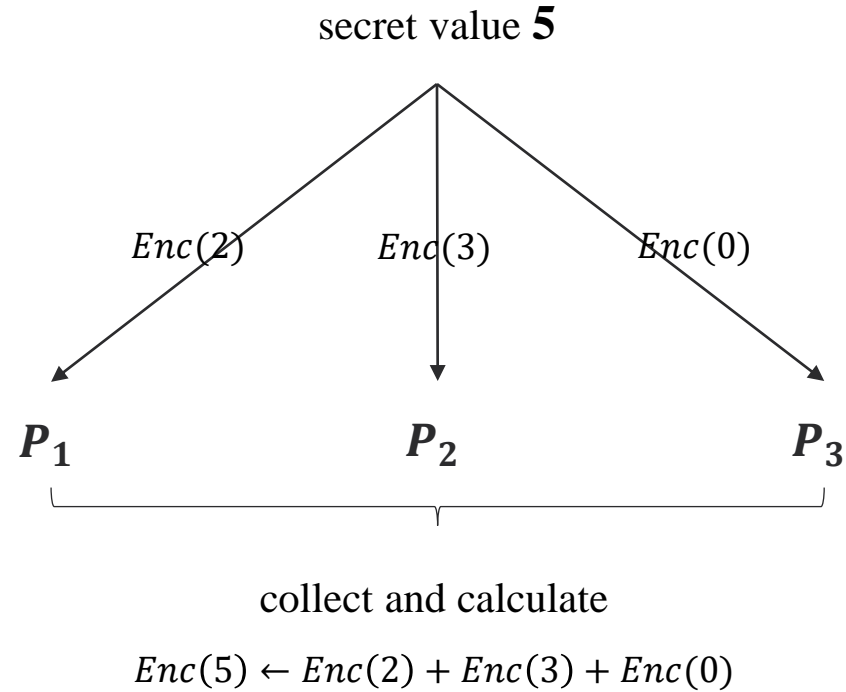 secret value 5
Enc(2) Enc(3) Enc(0)
P₁ P₂ P₃
collect and calculate
Enc(5) ← Enc(2) + Enc(3) + Enc(0)